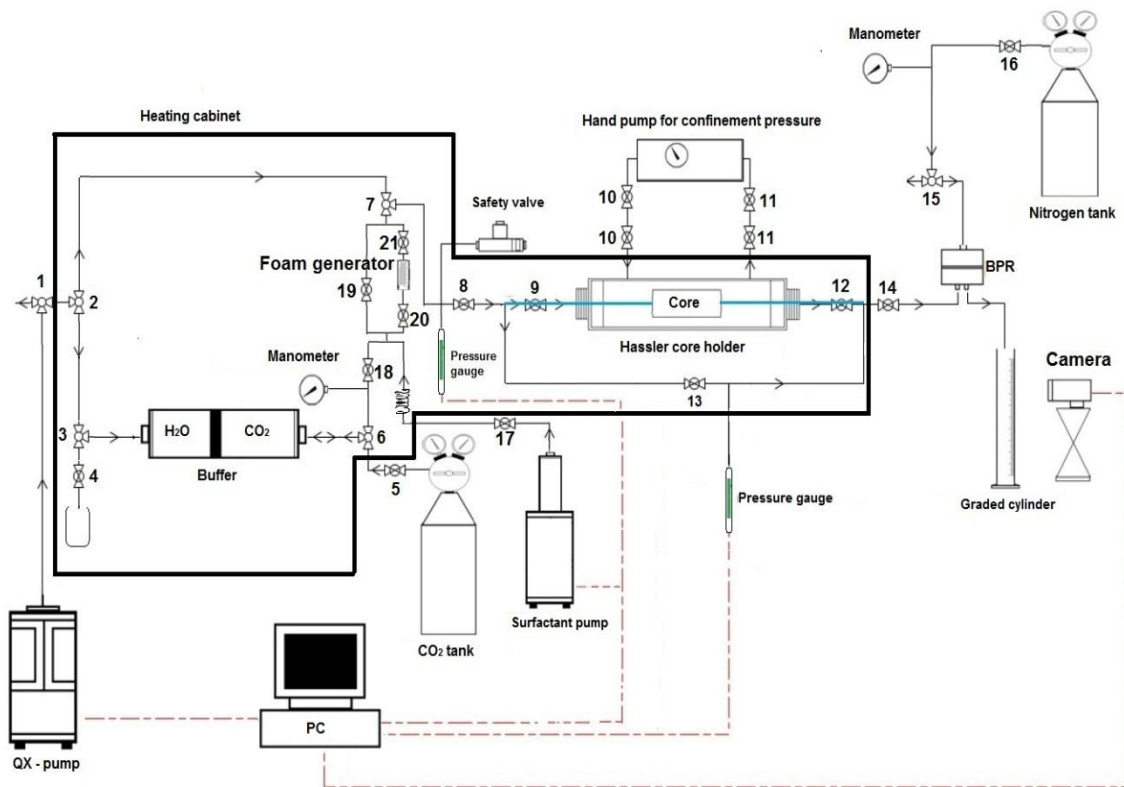 Manometer
16
Heating cabinet
Hand pump for confinement pressure
10
11
10
11
Safety valve
15
Nitrogen tank
7
21
Foam generator
19
20
1
2
8
9
Core
12
14
BPR
Hassler core holder
Manometer
18
Pressure
gauge
13
Camera
3
H2O
CO2
6
17
4
Buffer
5
Pressure gauge
Graded cylinder
Surfactant pump
CO2 tank
PC
QX - pump